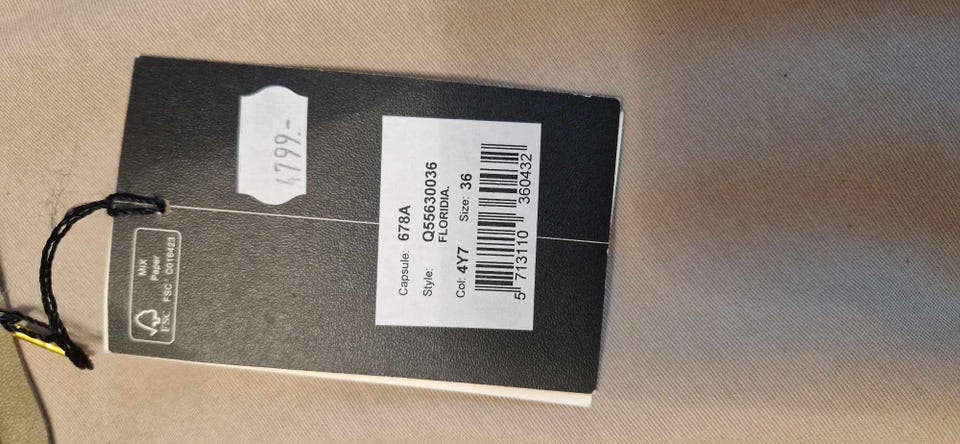 4799.-
Capsule: 678A
Style: Q55630036
FLORIDIA.
Col: 4Y7 Size: 36
5 713110 360432
FSC
MIX
Paper
FSC® C016423